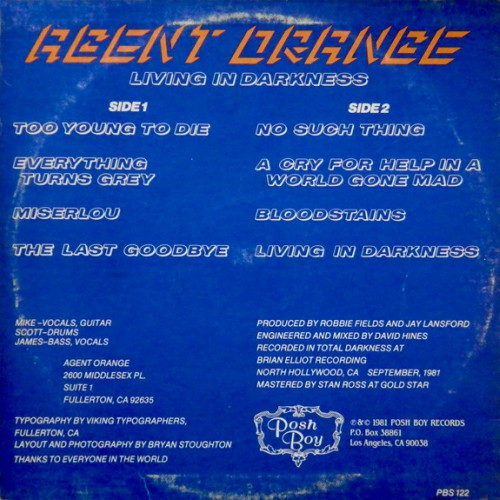 AGENT ORANGE
LIVING IN DARKNESS
SIDE 1
TOO YOUNG TO DIE
EVERYTHING
TURNS GREY
MISERLOU
THE LAST GOODBYE
SIDE 2
NO SUCH THING
A CRY FOR HELP IN A
WORLD GONE MAD
BLOODSTAINS
LIVING IN DARKNESS
MIKE–VOCALS, GUITAR
SCOTT–DRUMS
JAMES–BASS, VOCALS
AGENT ORANGE
2600 MIDDLESEX PL.
SUITE 1
FULLERTON, CA 92635
TYPOGRAPHY BY VIKING TYPOGRAPHERS,
FULLERTON, CA
LAYOUT AND PHOTOGRAPHY BY BRYAN STOUGHTON
THANKS TO EVERYONE IN THE WORLD
PRODUCED BY ROBBIE FIELDS AND JAY LANSFORD
ENGINEERED AND MIXED BY DAVID HINES
RECORDED IN TOTAL DARKNESS AT
BRIAN ELLIOT RECORDING
NORTH HOLLYWOOD, CA SEPTEMBER, 1981
MASTERED BY STAN ROSS AT GOLD STAR
Posh
Boy
℗&© 1981 POSH BOY RECORDS
P.O. Box 38861
Los Angeles, CA 90038
PBS 122